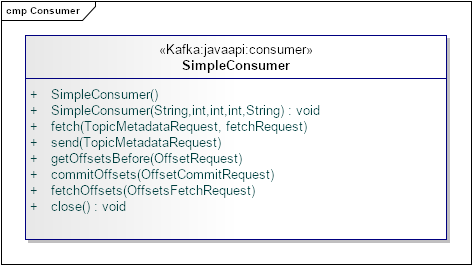 cmp Consumer
«Kafka:javaapi:consumer»
SimpleConsumer
+ SimpleConsumer()
+ SimpleConsumer(String,int,int,int,String) : void
+ fetch(TopicMetadataRequest, fetchRequest)
+ send(TopicMetadataRequest)
+ getOffsetsBefore(OffsetRequest)
+ commitOffsets(OffsetCommitRequest)
+ fetchOffsets(OffsetsFetchRequest)
+ close() : void